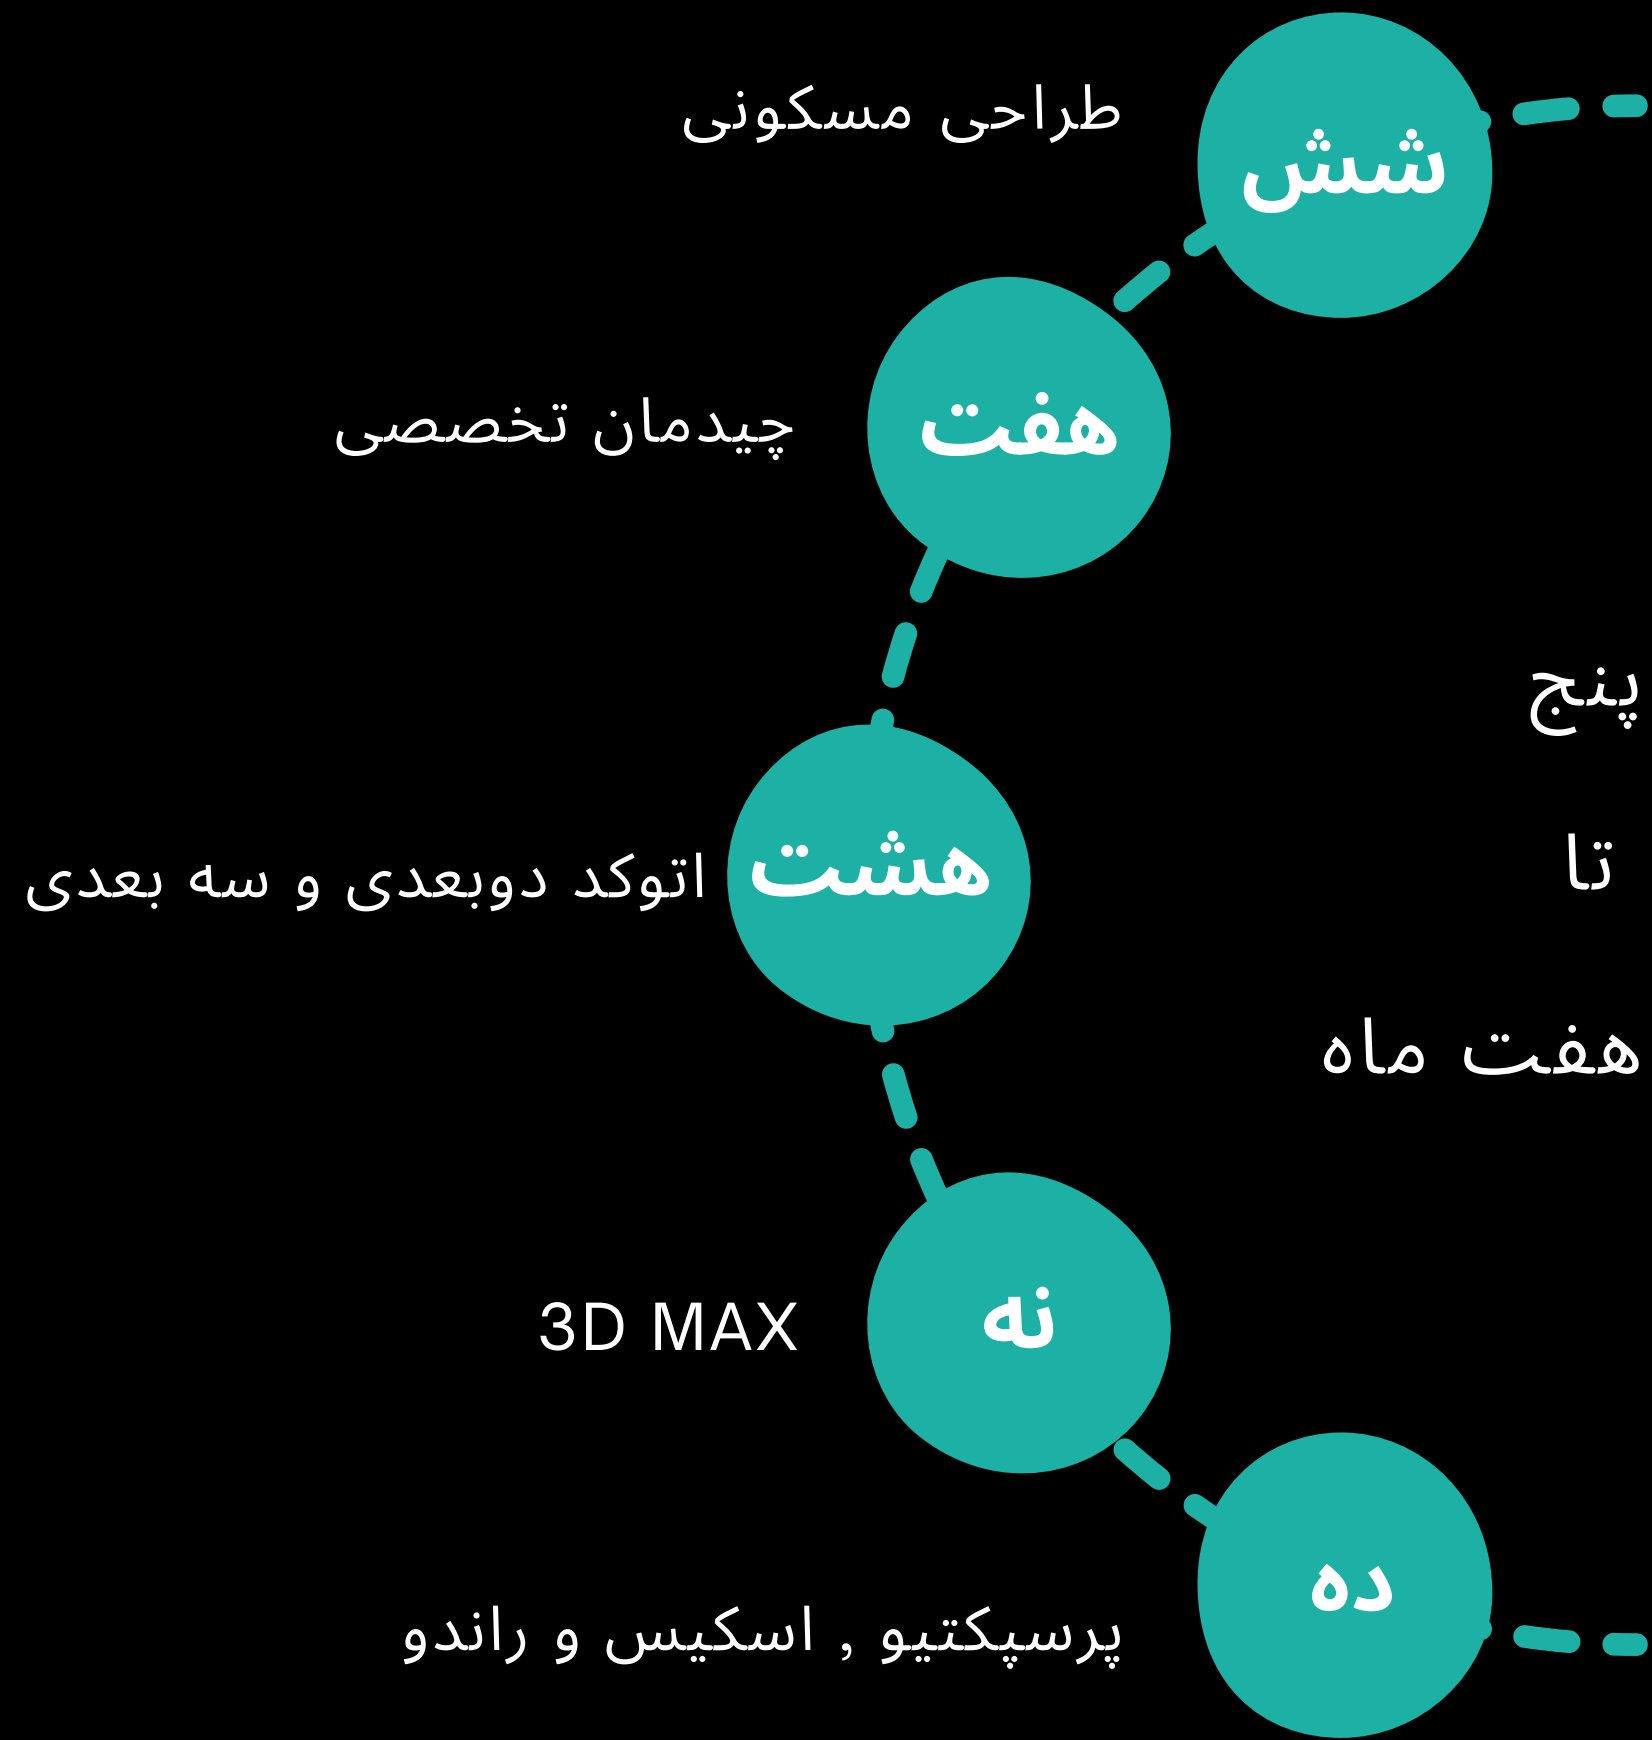 شش
طراحی مسکونی
هفت
چیدمان تخصصی
پنج
تا
هفت ماه
هشت
اتوکد دوبعدی و سه بعدی
نه
3D MAX
ده
پرسپکتیو , اسکیس و راندو